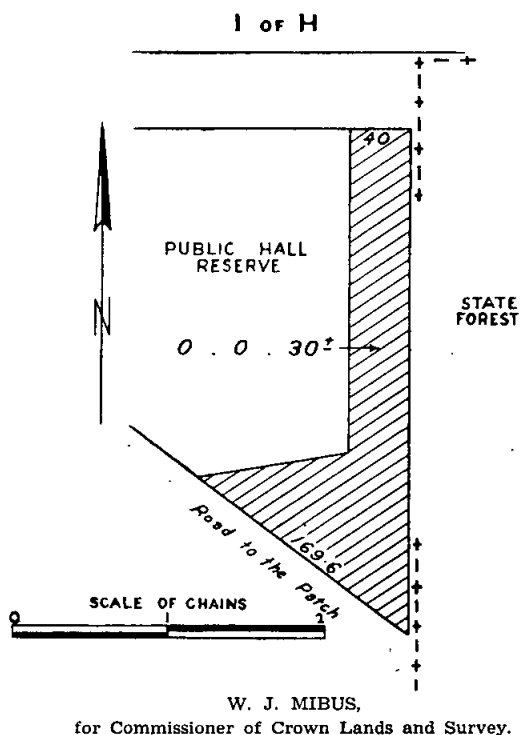 I OF H
40
PUBLIC HALL
RESERVE
N
STATE
FOREST
0 . 0 . 30±
169.6
Road to the Patch
SCALE OF CHAINS
0 1 2
W. J. MIBUS,
for Commissioner of Crown Lands and Survey.